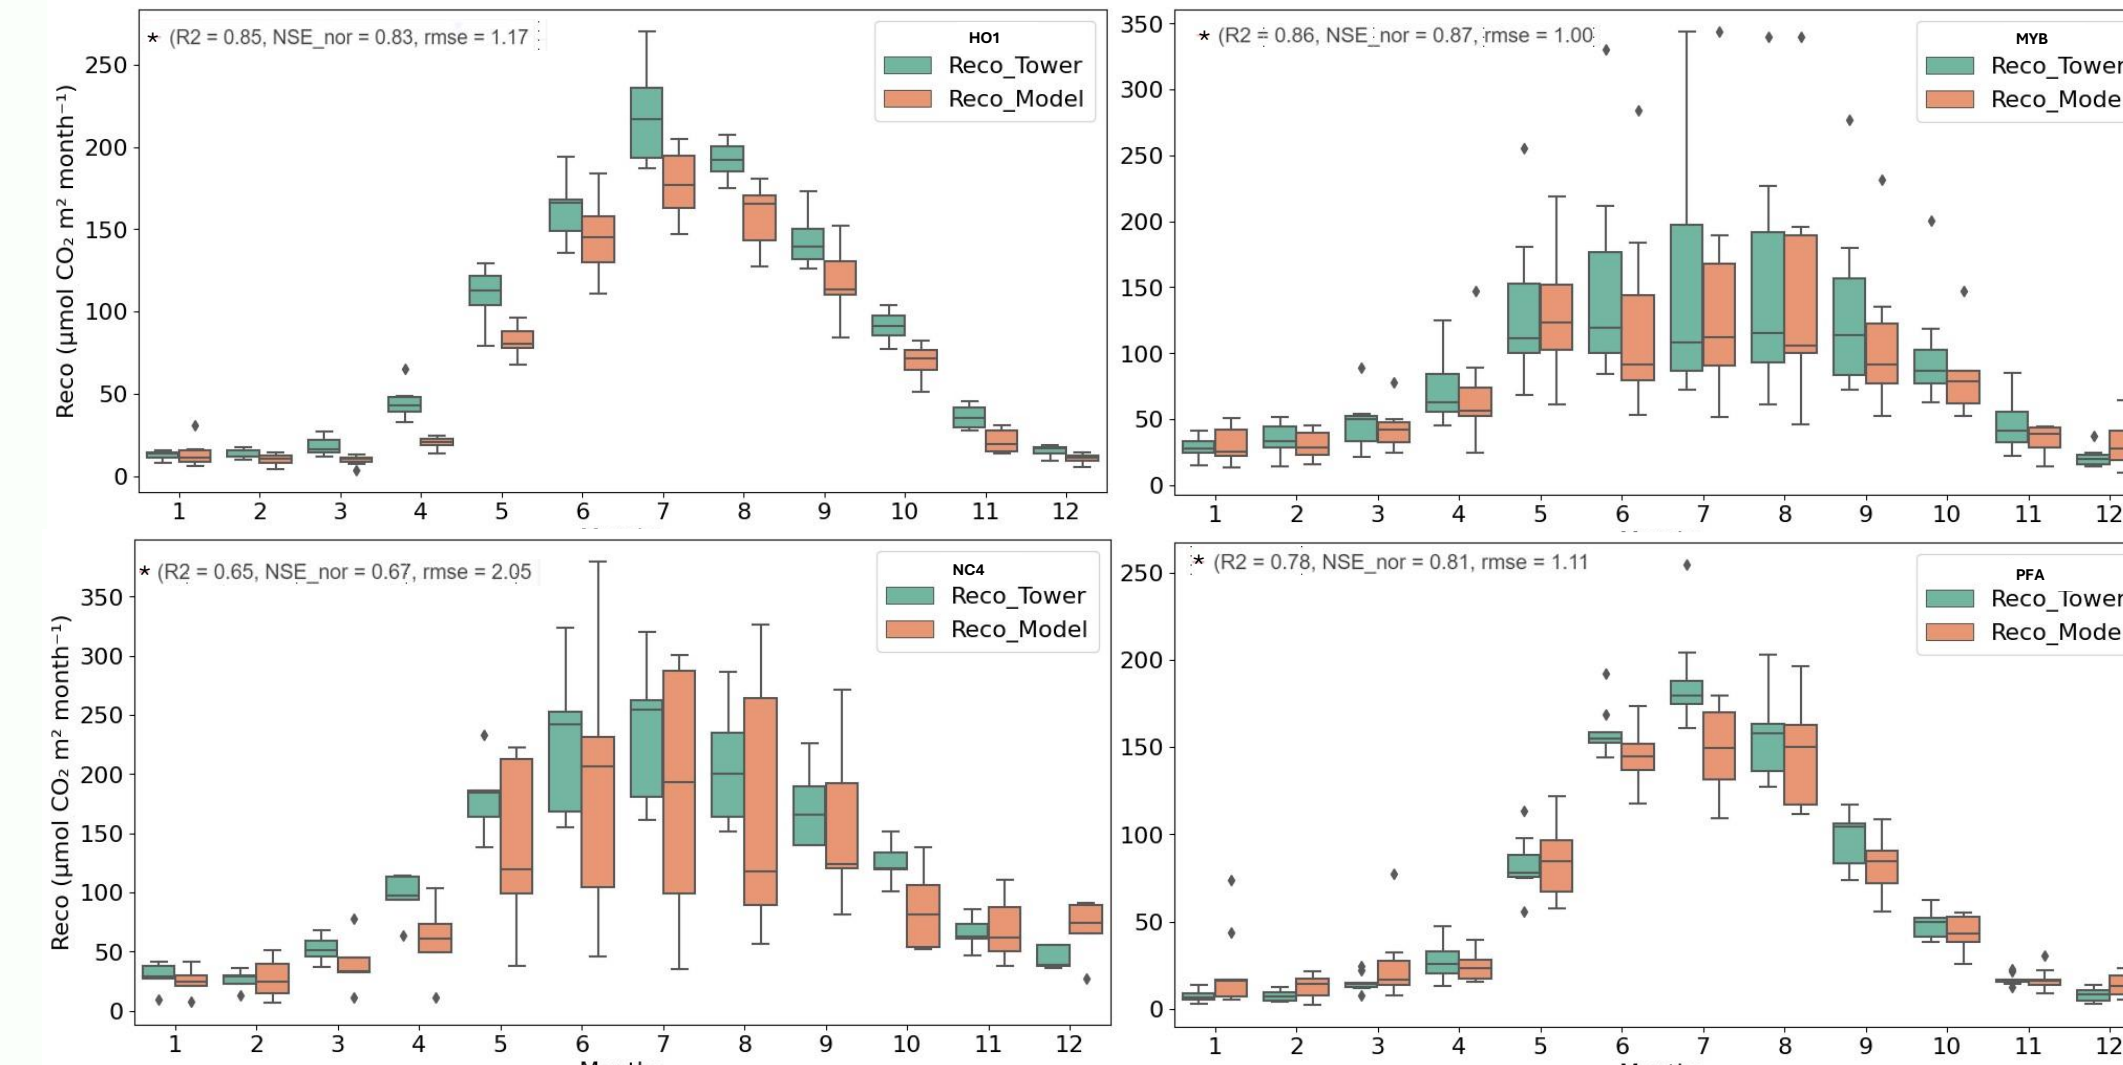 * (R2 = 0.85, NSE_nor = 0.83, rmse = 1.17
HO1
Reco_Tower
Reco_Model
Reco (µmol CO₂ m² month⁻¹)
250
200
150
100
50
0
1 2 3 4 5 6 7 8 9 10 11 12
* (R2 = 0.86, NSE_nor = 0.87, rmse = 1.00
MYB
Reco_Tower
Reco_Mode
350
300
250
200
150
100
50
0
1 2 3 4 5 6 7 8 9 10 11 12
* (R2 = 0.65, NSE_nor = 0.67, rmse = 2.05
NC4
Reco_Tower
Reco_Model
Reco (µmol CO₂ m² month⁻¹)
350
300
250
200
150
100
50
0
1 2 3 4 5 6 7 8 9 10 11 12
* (R2 = 0.78, NSE_nor = 0.81, rmse = 1.11
PFA
Reco_Tower
Reco_Mode
250
200
150
100
50
0
1 2 3 4 5 6 7 8 9 10 11 12